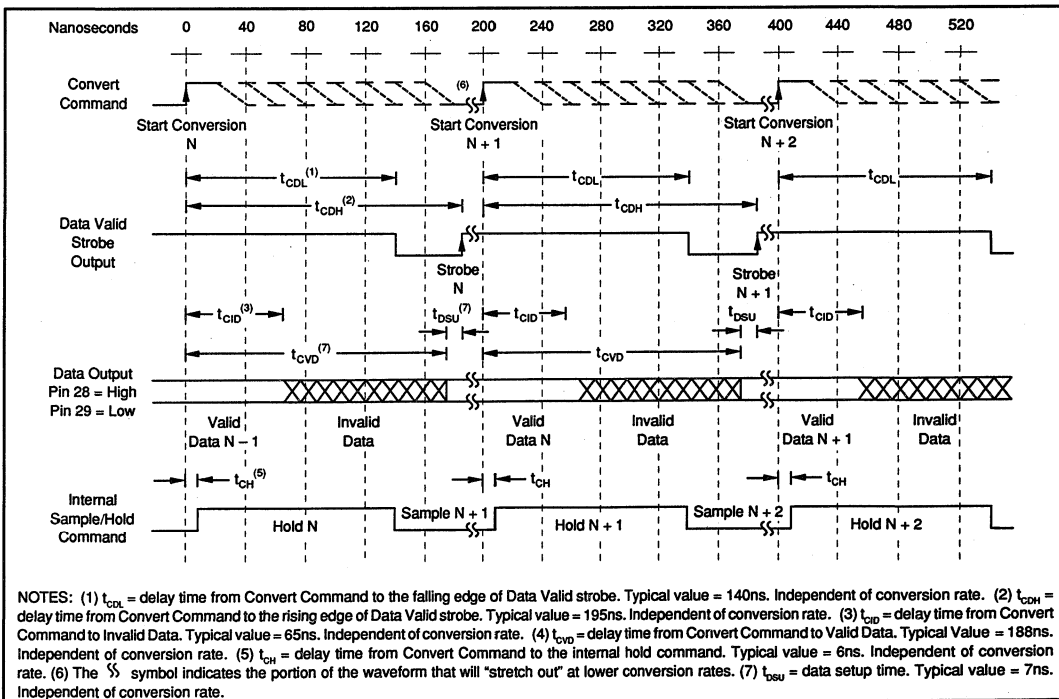 Nanoseconds 0 40 80 120 160 200 240 280 320 360 400 440 480 520
Convert Command
(6)
Start Conversion N
Start Conversion N + 1
Start Conversion N + 2
tCDL(1) tCDL tCDL
tCDH(2) tCDH
Data Valid Strobe Output
Strobe N
Strobe N + 1
tCID(3) tDSU(7) tCID tDSU tCID
tCVD(7) tCVD
Data Output
Pin 28 = High
Pin 29 = Low
Valid Data N – 1
Invalid Data
Valid Data N
Invalid Data
Valid Data N + 1
Invalid Data
tCH(5) tCH tCH
Internal Sample/Hold Command
Hold N
Sample N + 1
Hold N + 1
Sample N + 2
Hold N + 2
NOTES: (1) tCDL = delay time from Convert Command to the falling edge of Data Valid strobe. Typical value = 140ns. Independent of conversion rate. (2) tCDH =
delay time from Convert Command to the rising edge of Data Valid strobe. Typical value = 195ns. Independent of conversion rate. (3) tCID = delay time from Convert
Command to Invalid Data. Typical value = 65ns. Independent of conversion rate. (4) tCVD = delay time from Convert Command to Valid Data. Typical Value = 188ns.
Independent of conversion rate. (5) tCH = delay time from Convert Command to the internal hold command. Typical value = 6ns. Independent of conversion
rate. (6) The symbol indicates the portion of the waveform that will "stretch out" at lower conversion rates. (7) tDSU = data setup time. Typical value = 7ns.
Independent of conversion rate.